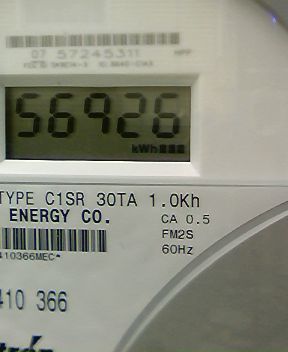 07 57245311
56926
kWh
TYPE C1SR 30TA 1.0Kh
ENERGY CO.
CA 0.5
FM2S
60Hz
410366MEC*
410 366